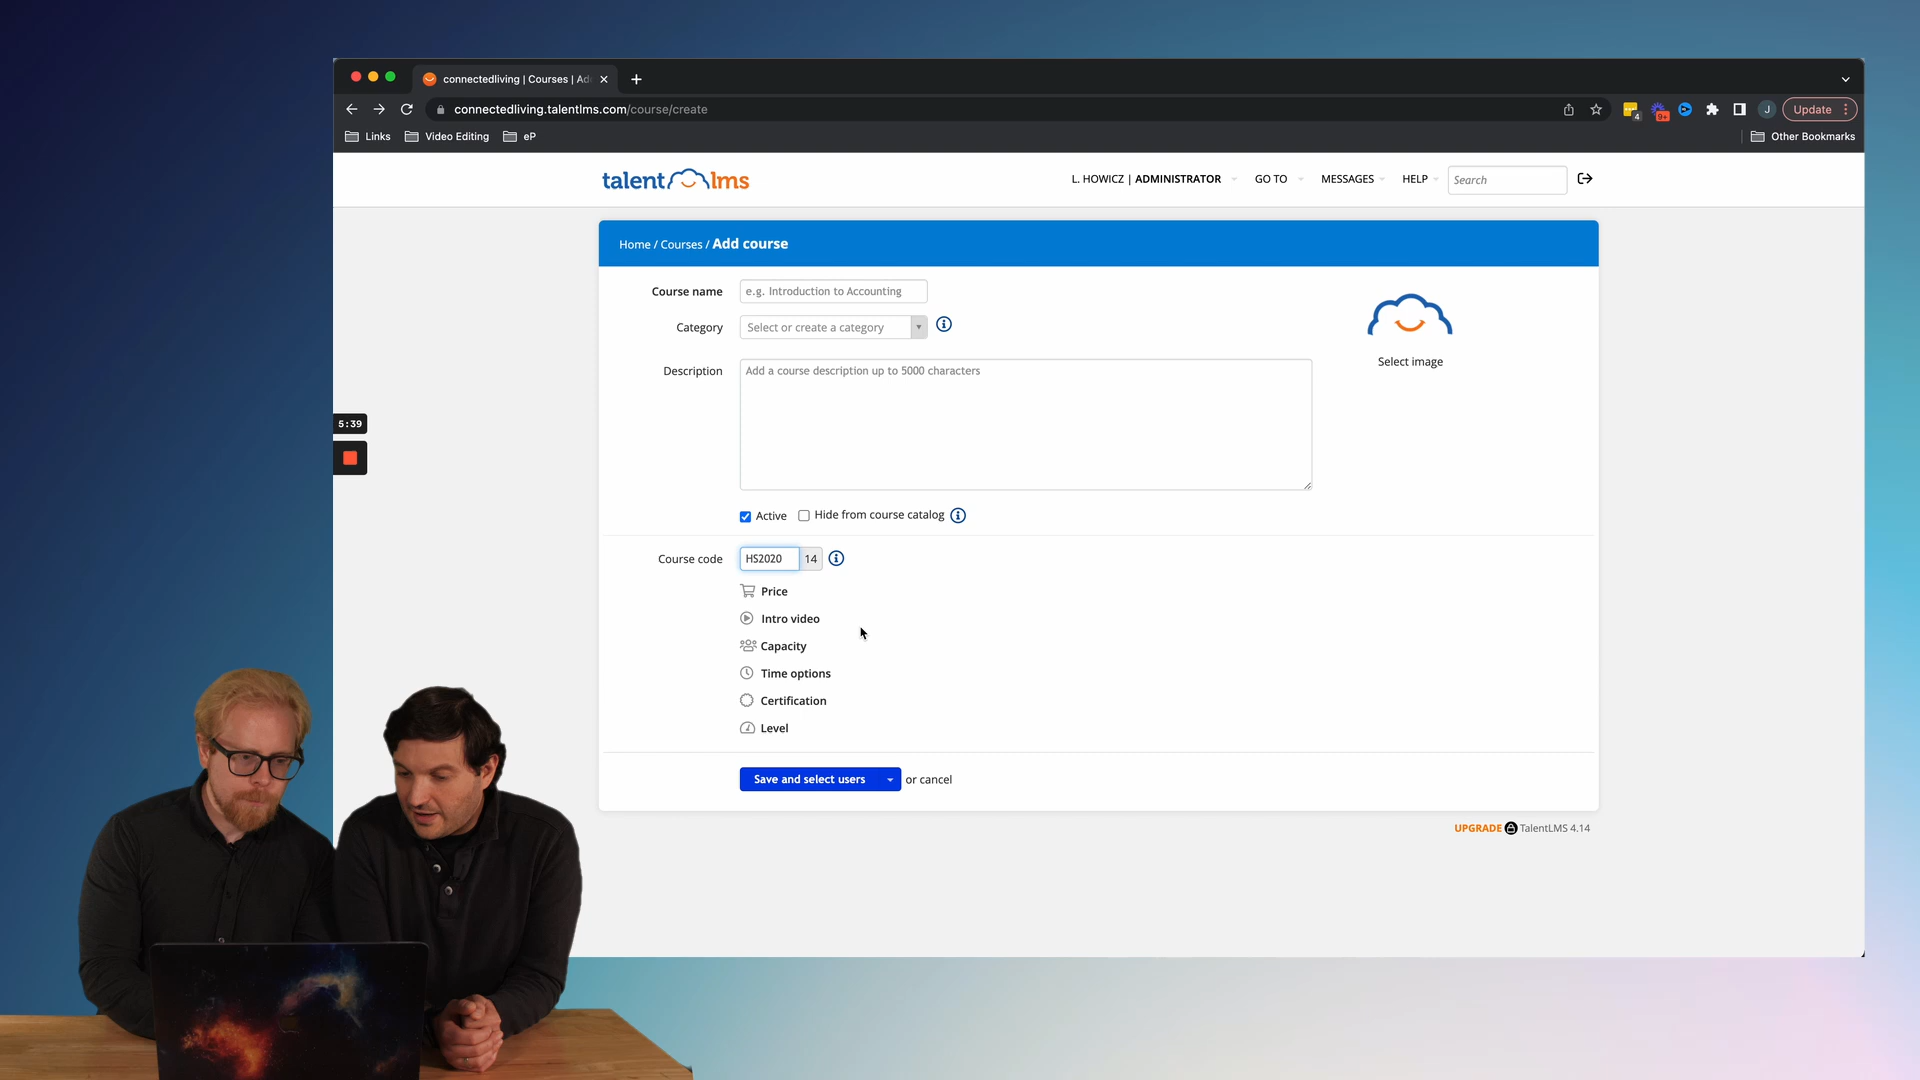 connectedliving | Courses | Ad
connectedliving.talentlms.com/course/create
4
9+
J
Update
Links
Video Editing
eP
Other Bookmarks
talentlms
L. HOWICZ | ADMINISTRATOR
GO TO
MESSAGES
HELP
Search
Home / Courses / Add course
Course name
e.g. Introduction to Accounting
Category
Select or create a category
Select image
Description
Add a course description up to 5000 characters
5:39
Active
Hide from course catalog
Course code
HS2020
14
Price
Intro video
Capacity
Time options
Certification
Level
Save and select users
or cancel
UPGRADE
TalentLMS 4.14